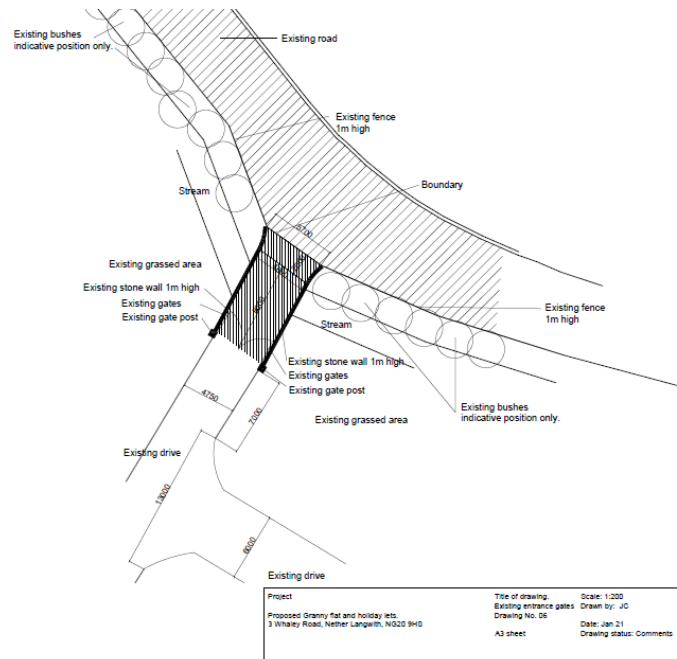 Existing bushes
indicative position only.
Existing road
Existing fence
1m high
Boundary
Stream
5700
Existing grassed area
Existing stone wall 1m high
Existing gates
Existing gate post
Stream
Existing fence
1m high
Existing stone wall 1m high
Existing gates
Existing gate post
4750
7000
Existing grassed area
Existing bushes
indicative position only.
Existing drive
13000
6000
Existing drive
Project
Proposed Granny flat and holiday lets.
3 Whaley Road, Nether Langwith, NG20 9HD
Title of drawing.
Existing entrance gates
Drawing No. 06
A3 sheet
Scale: 1:200
Drawn by: JC
Date: Jan 21
Drawing status: Comments